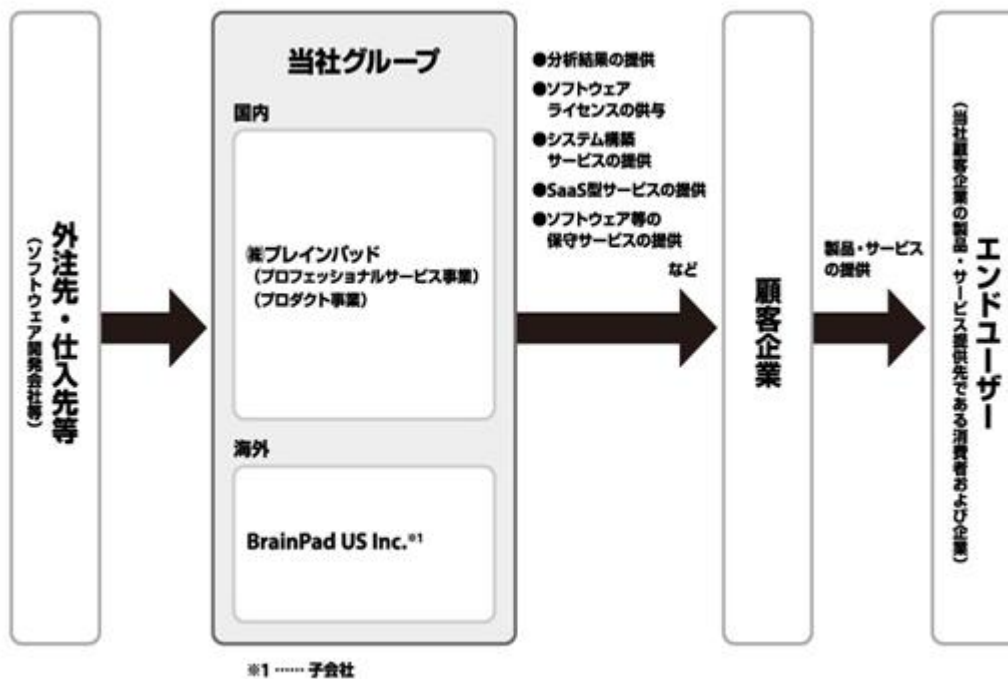 外注先・仕入先等
（ソフトウェア開発会社等）
当社グループ
国内
㈱ブレインパッド
（プロフェッショナルサービス事業）
（プロダクト事業）
海外
BrainPad US Inc.※1
※1 …… 子会社
●分析結果の提供
●ソフトウェア
ライセンスの供与
●システム構築
サービスの提供
●SaaS型サービスの提供
●ソフトウェア等の
保守サービスの提供
など
顧客企業
製品・サービス
の提供
エンドユーザー
（当社顧客企業の製品・サービス提供先である消費者および企業）